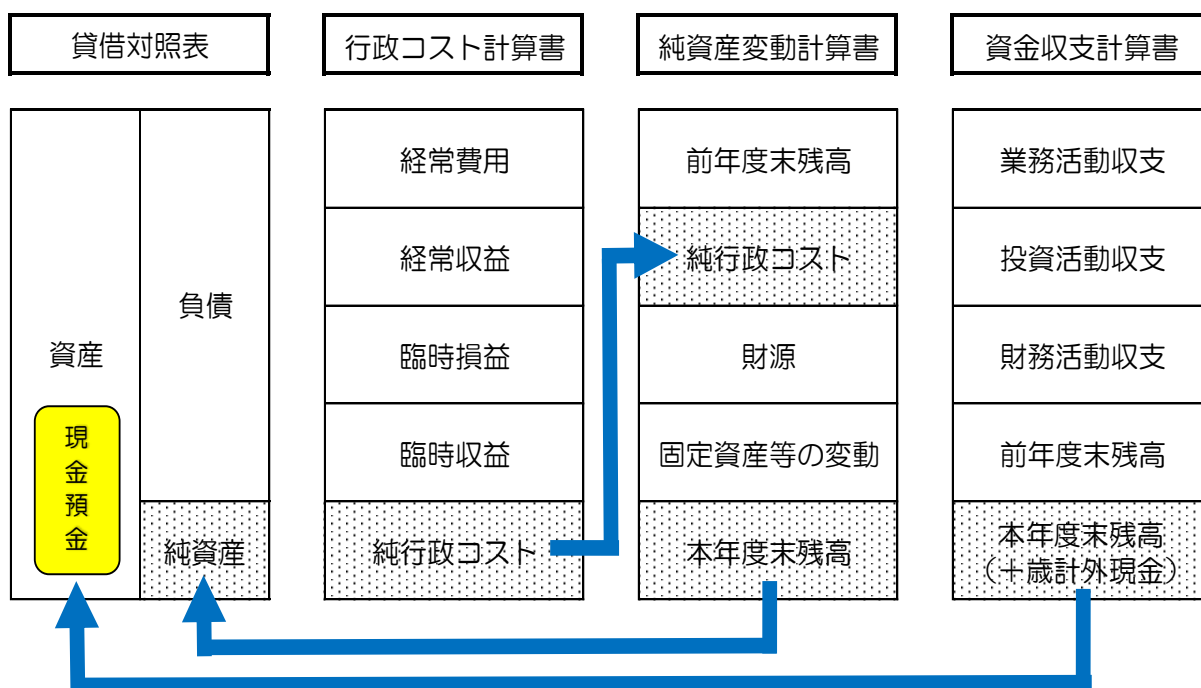 貸借対照表
行政コスト計算書
純資産変動計算書
資金収支計算書
資産
現金預金
負債
純資産
経常費用
経常収益
臨時損益
臨時収益
純行政コスト
前年度末残高
純行政コスト
財源
固定資産等の変動
本年度末残高
業務活動収支
投資活動収支
財務活動収支
前年度末残高
本年度末残高
(＋歳計外現金)